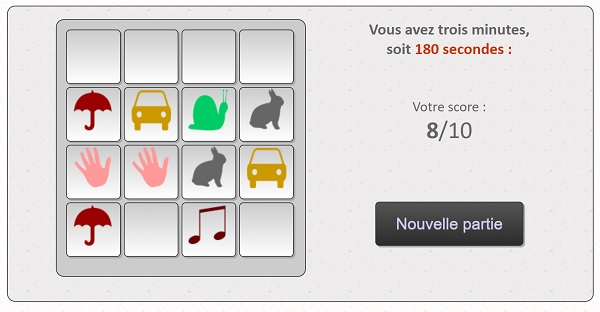 Vous avez trois minutes,
soit 180 secondes :
Votre score :
8/10
Nouvelle partie